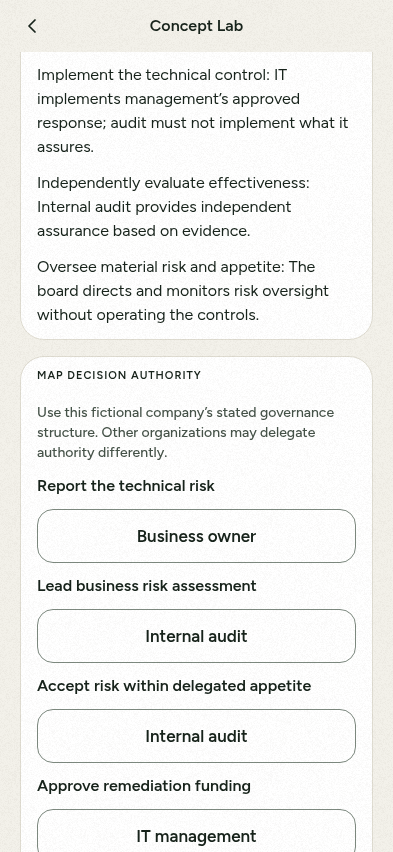 Concept Lab
Implement the technical control: IT
implements management’s approved
response; audit must not implement what it
assures.
Independently evaluate effectiveness:
Internal audit provides independent
assurance based on evidence.
Oversee material risk and appetite: The
board directs and monitors risk oversight
without operating the controls.
MAP DECISION AUTHORITY
Use this fictional company’s stated governance
structure. Other organizations may delegate
authority differently.
Report the technical risk
Business owner
Lead business risk assessment
Internal audit
Accept risk within delegated appetite
Internal audit
Approve remediation funding
IT management